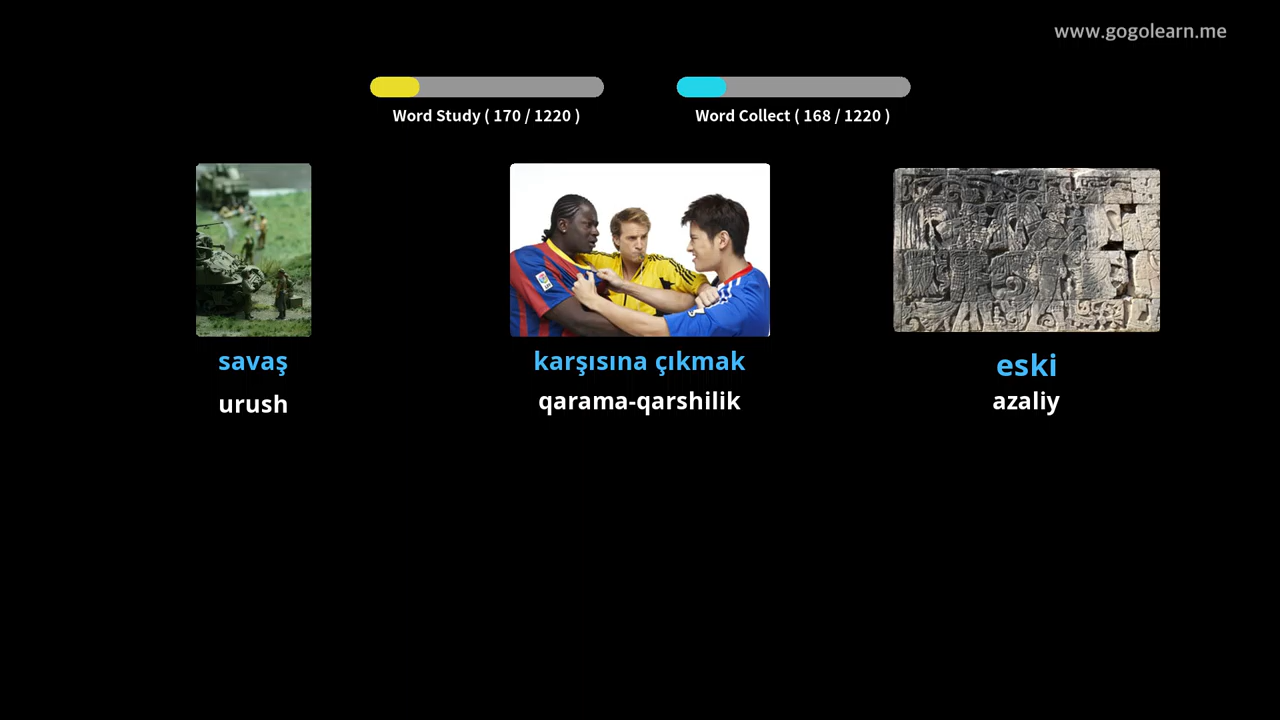 www.gogolearn.me
Word Study ( 170 / 1220 )
Word Collect ( 168 / 1220 )
savaş
urush
karşısına çıkmak
qarama-qarshilik
eski
azaliy